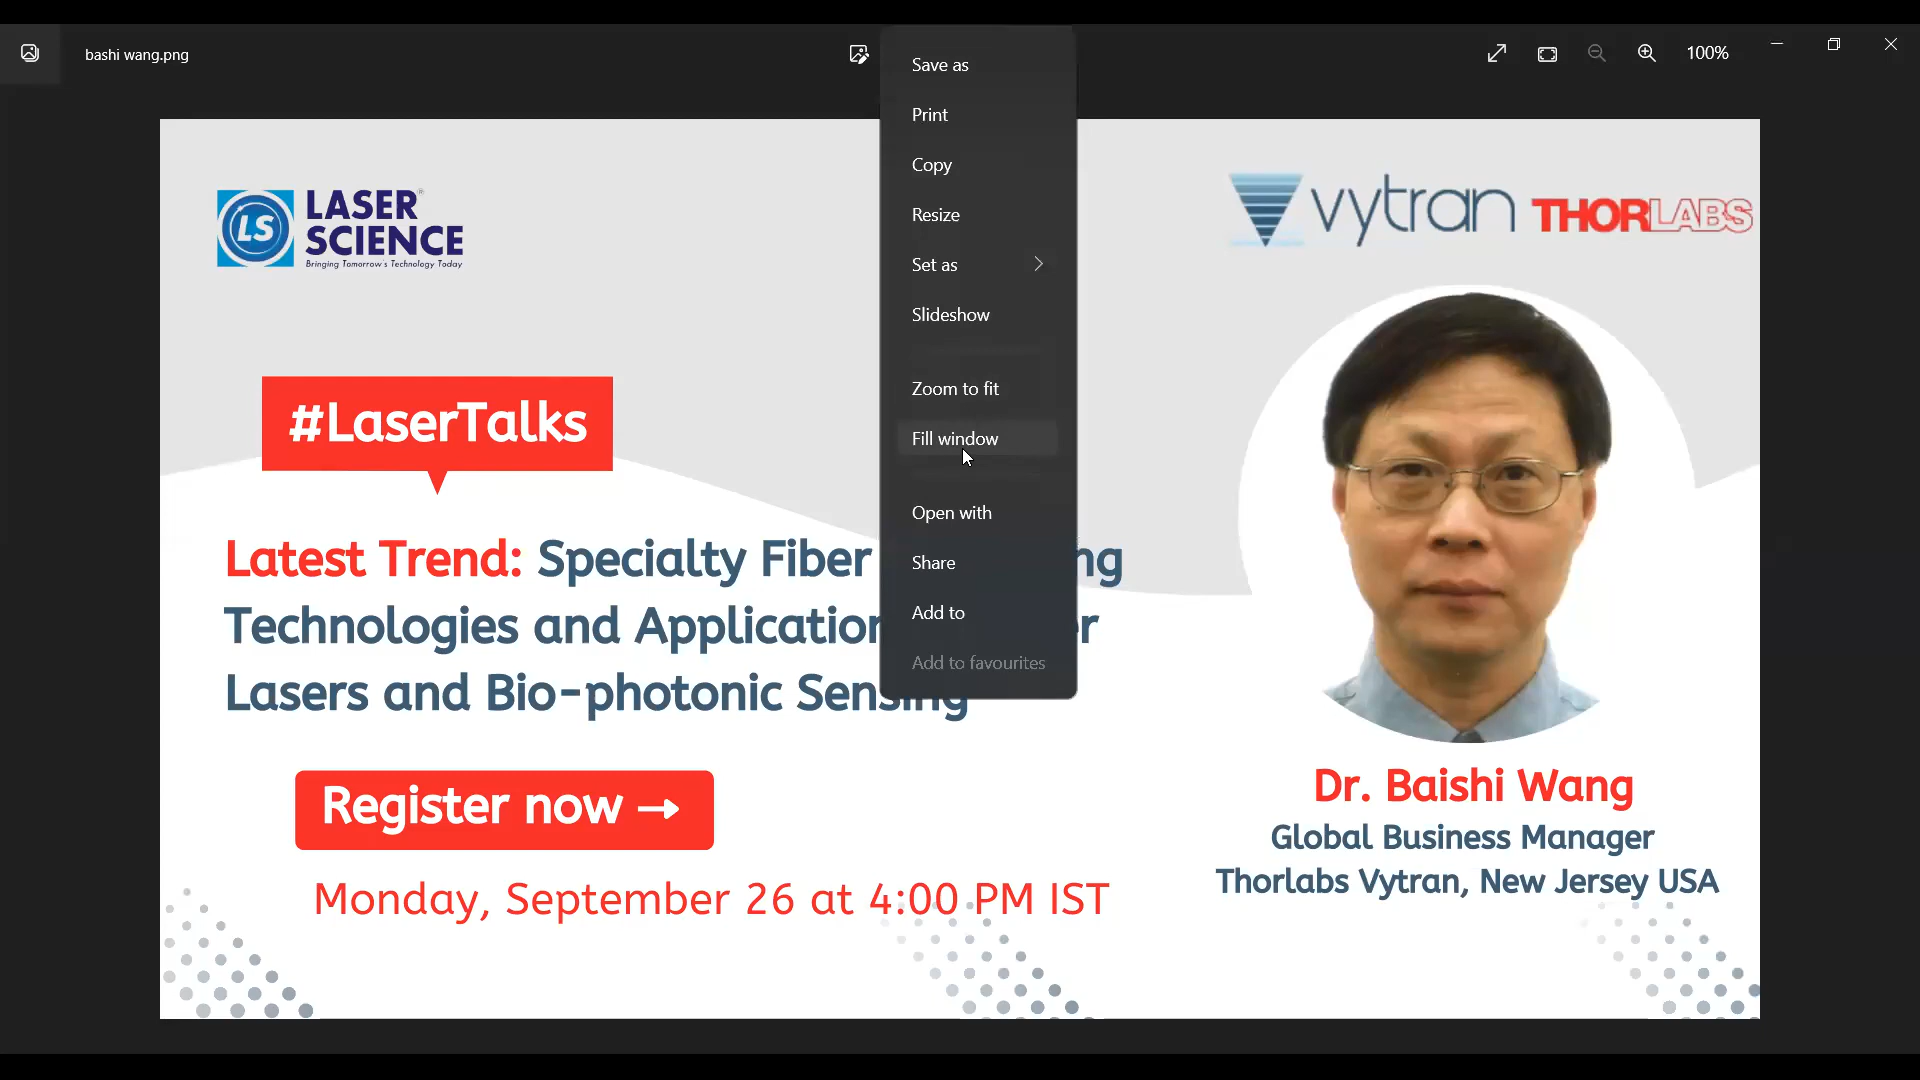 bashi wang.png
100%
Save as
Print
Copy
Resize
Set as
Slideshow
Zoom to fit
Fill window
Open with
Share
Add to
Add to favourites
LS
LASER®
SCIENCE
Bringing Tomorrow's Technology Today
vytran THORLABS
#LaserTalks
Latest Trend: Specialty Fiber
Technologies and
Lasers and Bio-photonic Sensing
Register now →
Monday, September 26 at 4:00 PM IST
Dr. Baishi Wang
Global Business Manager
Thorlabs Vytran, New Jersey USA